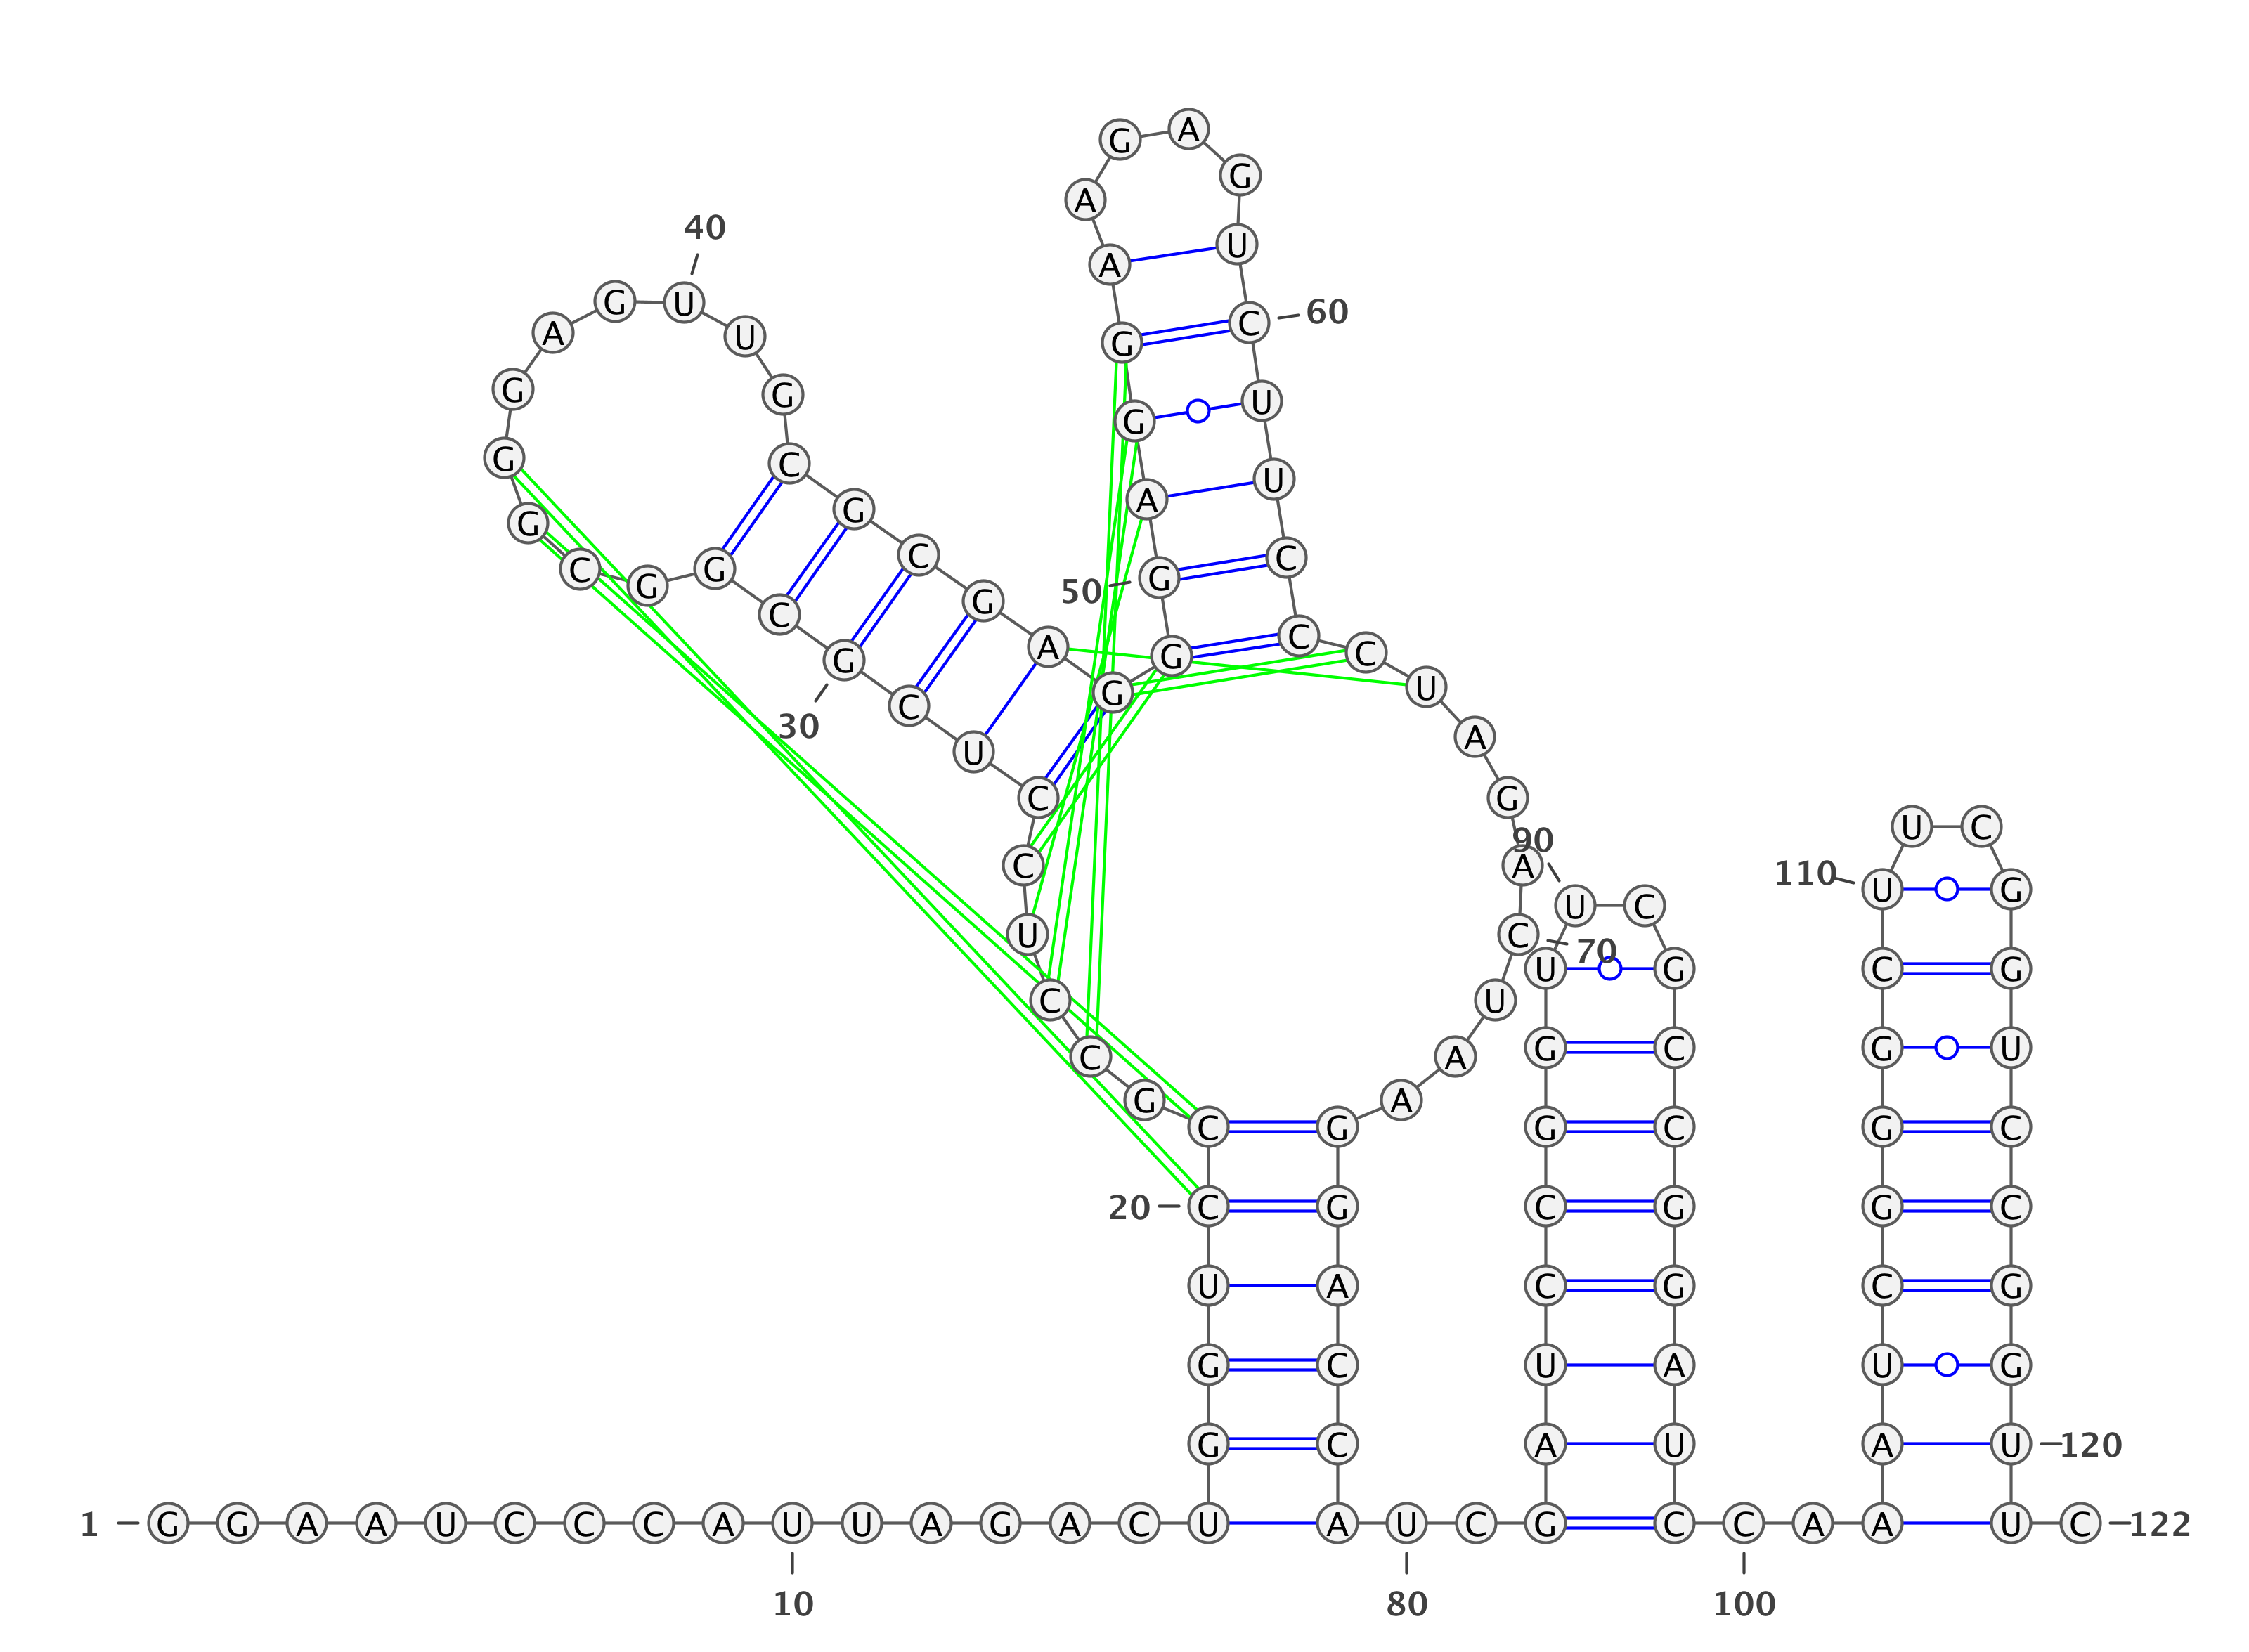 G A
G
A
40
U
A
G U C 60
A U G
G G G U
G C U
A
G G
C G G C 50 G C
C G
G A G C C
C G U
30 U A
C G
U C
90
C A 110 U G
U C
U C 70
U G C G
C U
C A G C G U
G A
C G G C G C
20 C G C G G C
U A C G C G
G C U A U G
G C A U A U 120
1 G G A A U C C C A U U A G A C U A U C G C C A A U C 122
10 80 100